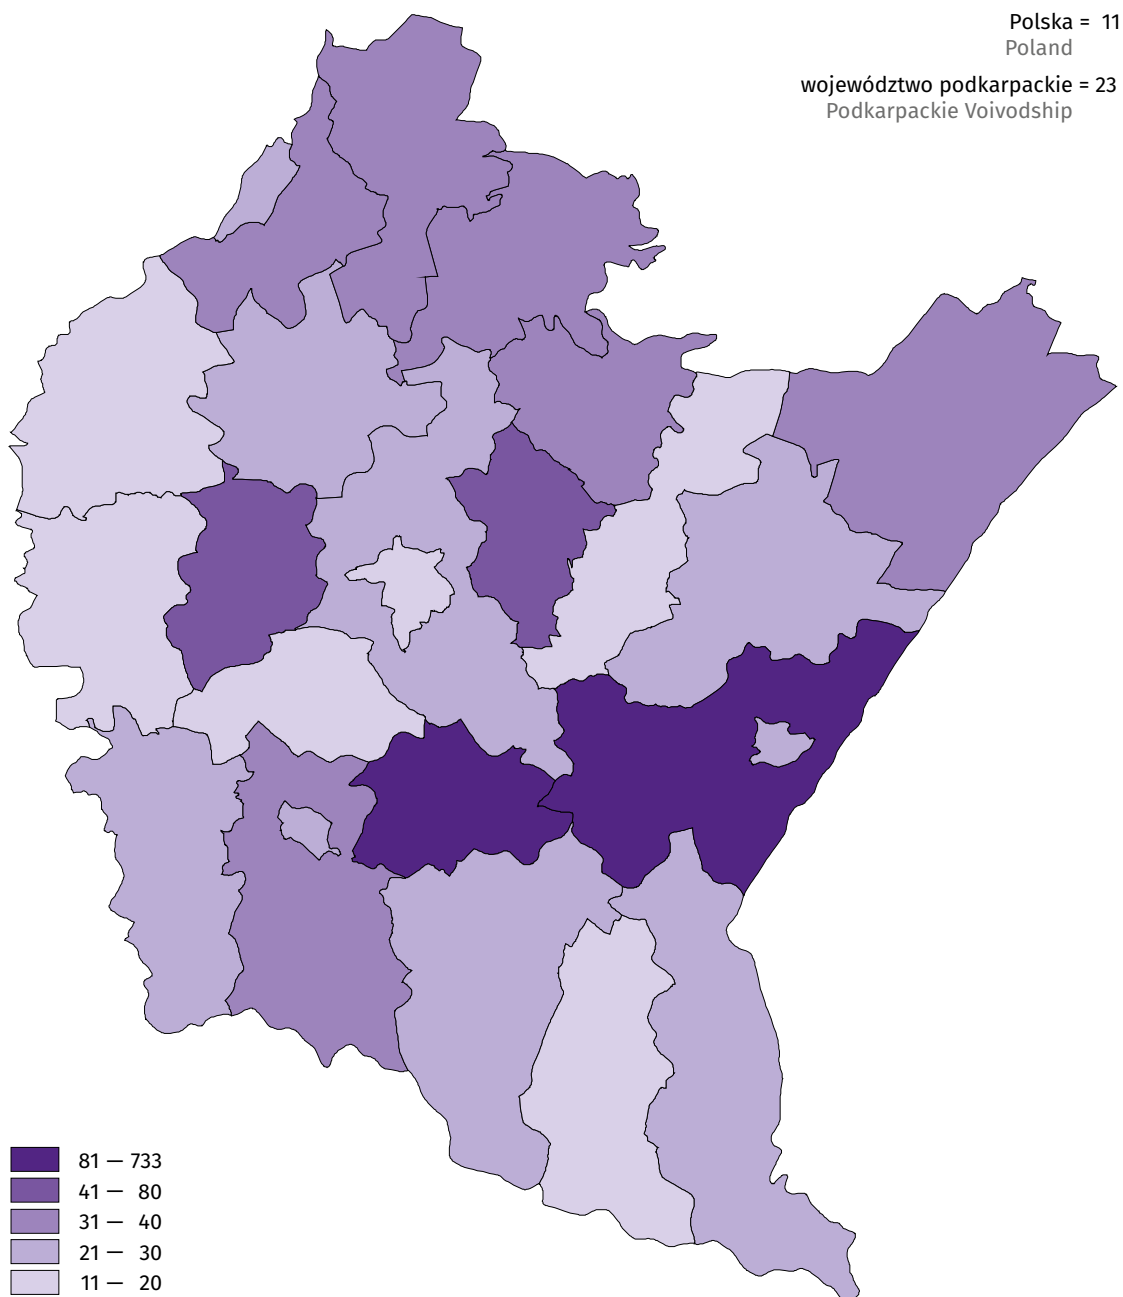 Polska = 11
Poland
województwo podkarpackie = 23
Podkarpackie Voivodship
81 — 733
41 — 80
31 — 40
21 — 30
11 — 20